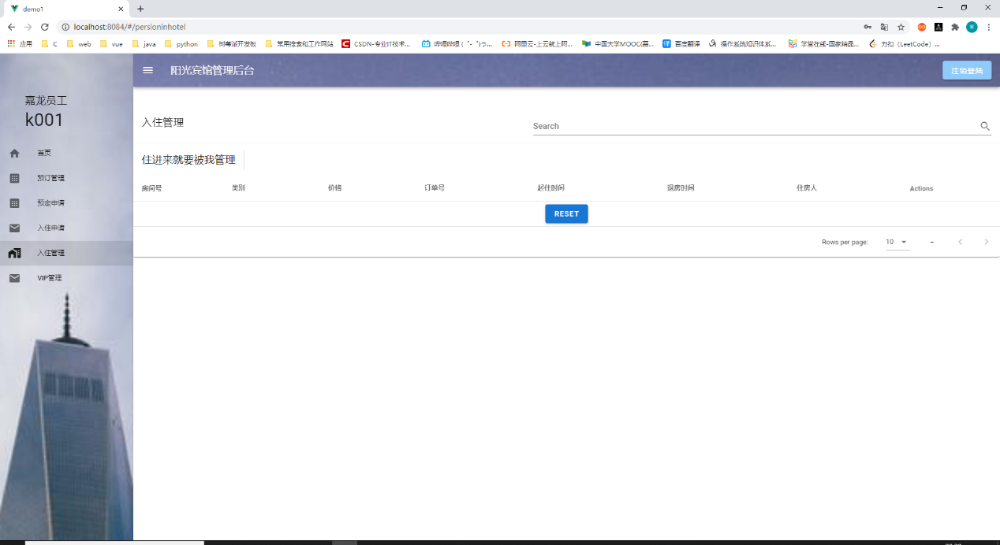 demo1
localhost:8084/#/persioninhotel
应用 C web vue java python 树莓派开发板 常用搜索和工作网站 CSDN-专业IT技术... 哔哩哔哩 ( ゜- ゜)つ... 阿里云-上云就上阿... 中国大学MOOC(慕... 百度翻译 操作系统知识体系... 学堂在线-国家精品... 力扣 (LeetCode) ...
阳光宾馆管理后台
注销登陆
嘉龙员工
k001
首页
预订管理
预定申请
入住申请
入住管理
VIP管理
入住管理
Search
住进来就要被我管理
房间号 类别 价格 订单号 起住时间 退房时间 住房人 Actions
RESET
Rows per page: 10 –